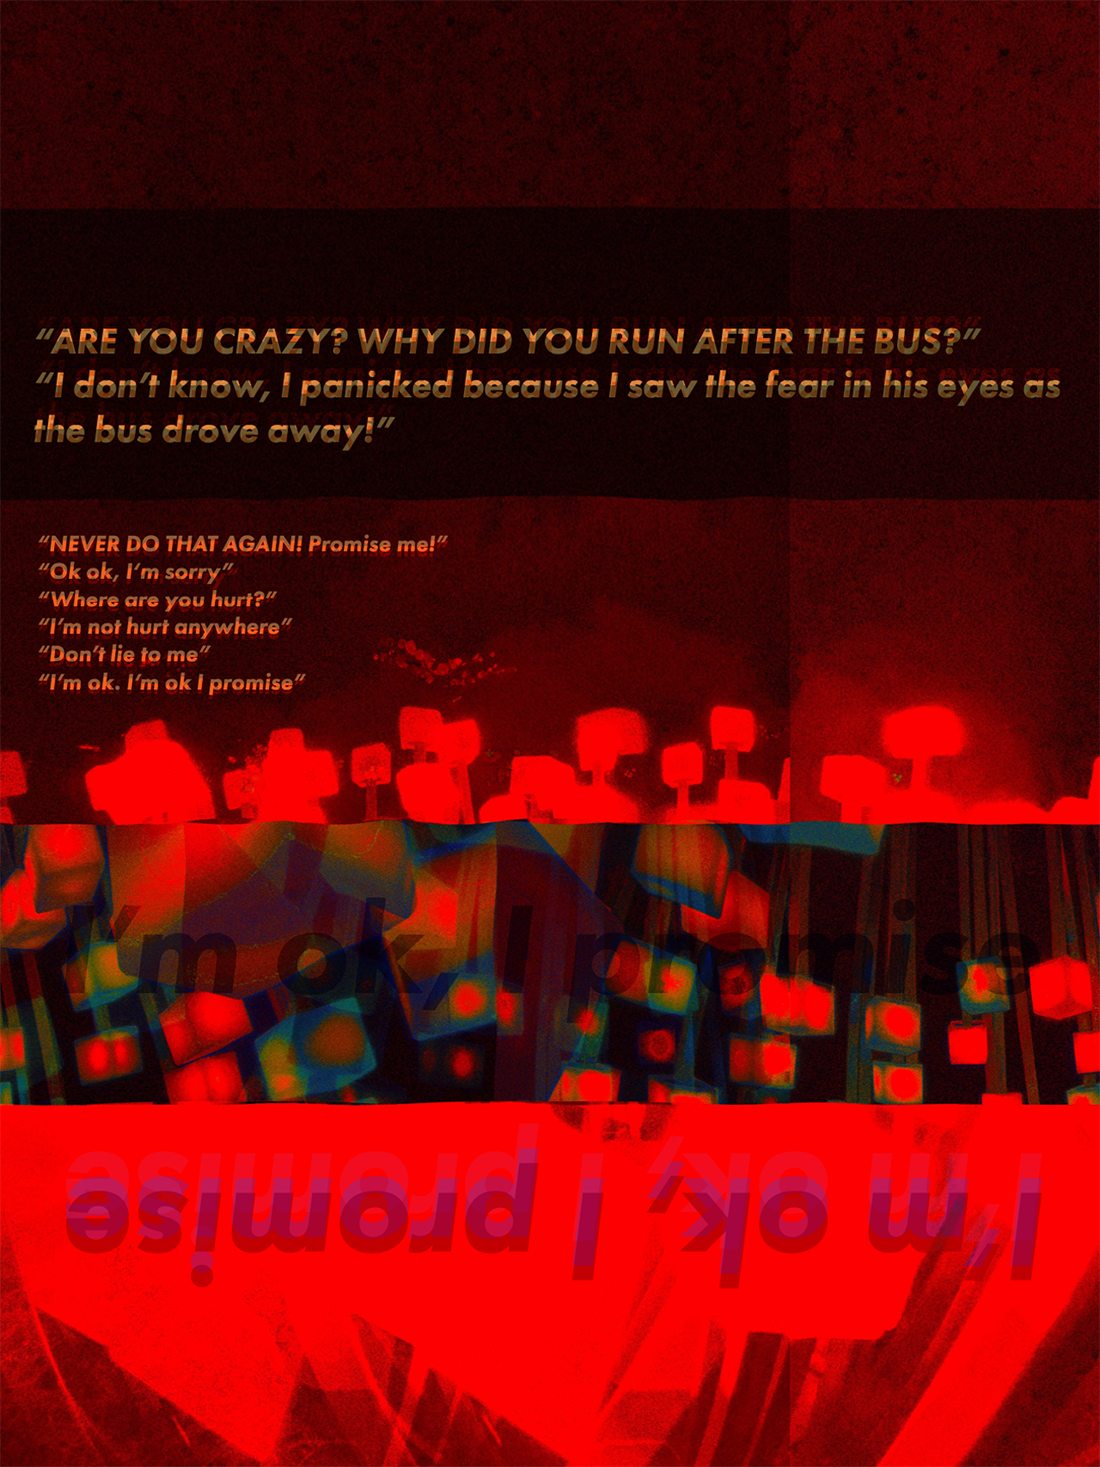 “ARE YOU CRAZY? WHY DID YOU RUN AFTER THE BUS?”
“I don’t know, I panicked because I saw the fear in his eyes as
the bus drove away!”
“NEVER DO THAT AGAIN! Promise me!”
“Ok ok, I’m sorry”
“Where are you hurt?”
“I’m not hurt anywhere”
“Don’t lie to me”
“I’m ok. I’m ok I promise”
I’m ok, I promise
I’m ok, I promise